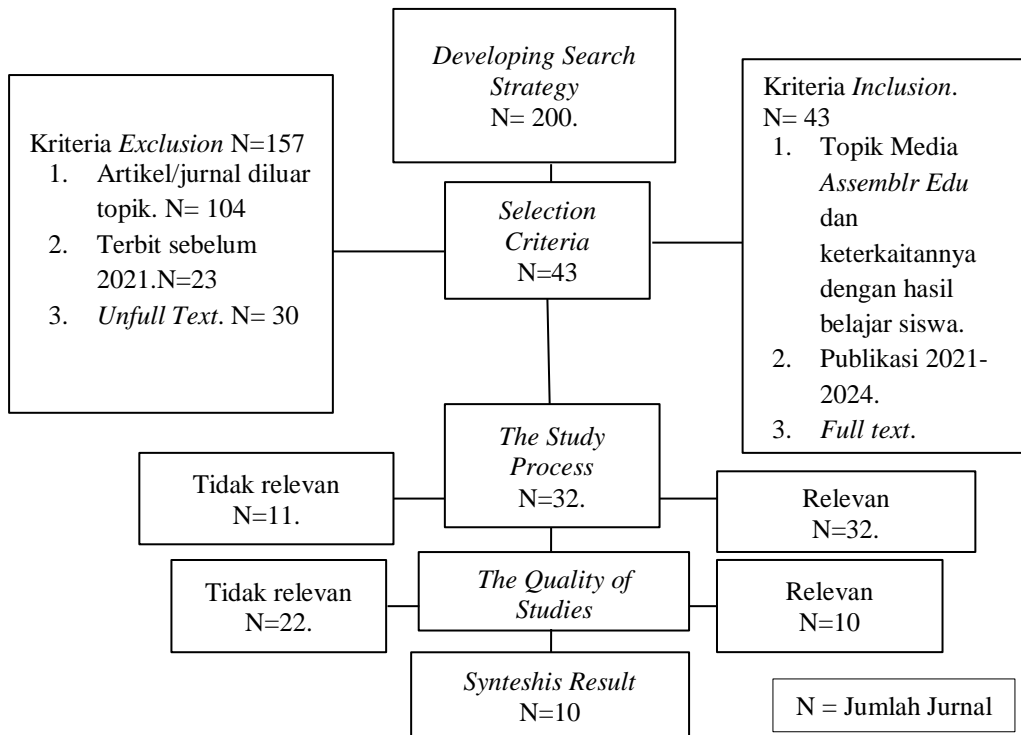 Developing Search
Strategy
N= 200.
Kriteria Exclusion N=157
1. Artikel/jurnal diluar
topik. N= 104
2. Terbit sebelum
2021.N=23
3. Unfull Text. N= 30
Selection
Criteria
N=43
Kriteria Inclusion.
N= 43
1. Topik Media
Assemblr Edu
dan
keterkaitannya
dengan hasil
belajar siswa.
2. Publikasi 2021-
2024.
3. Full text.
The Study
Process
N=32.
Tidak relevan
N=11.
Relevan
N=32.
Tidak relevan
N=22.
The Quality of
Studies
Relevan
N=10
Synteshis Result
N=10
N = Jumlah Jurnal